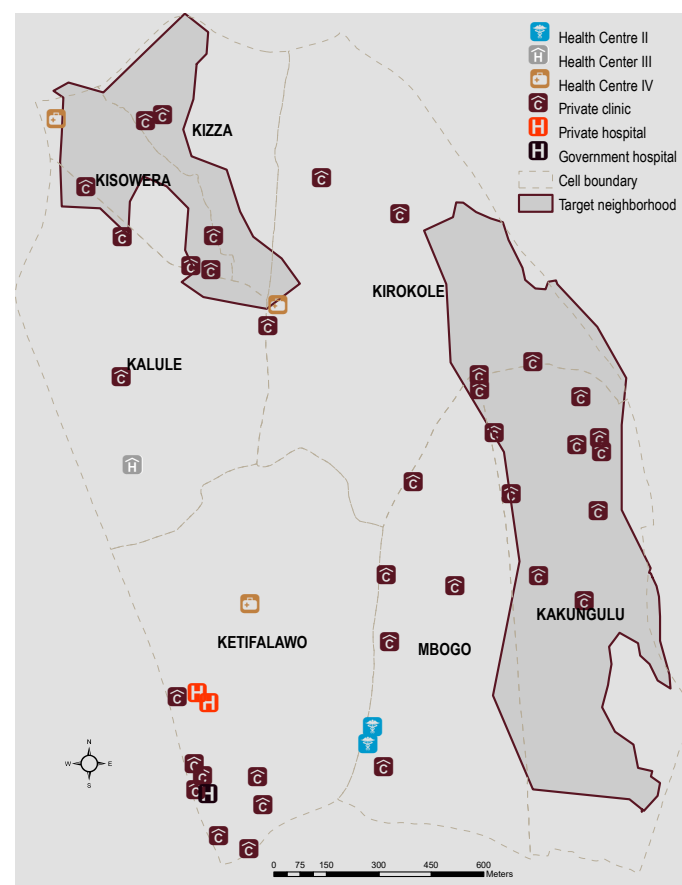 Health Centre II
Health Center III
Health Centre IV
Private clinic
Private hospital
Government hospital
Cell boundary
Target neighborhood
KIZZA
KISOWERA
KIROKOLE
KALULE
KETIFALAWO
MBOGO
KAKUNGULU
N
W E
S
0 75 150 300 450 600
Meters